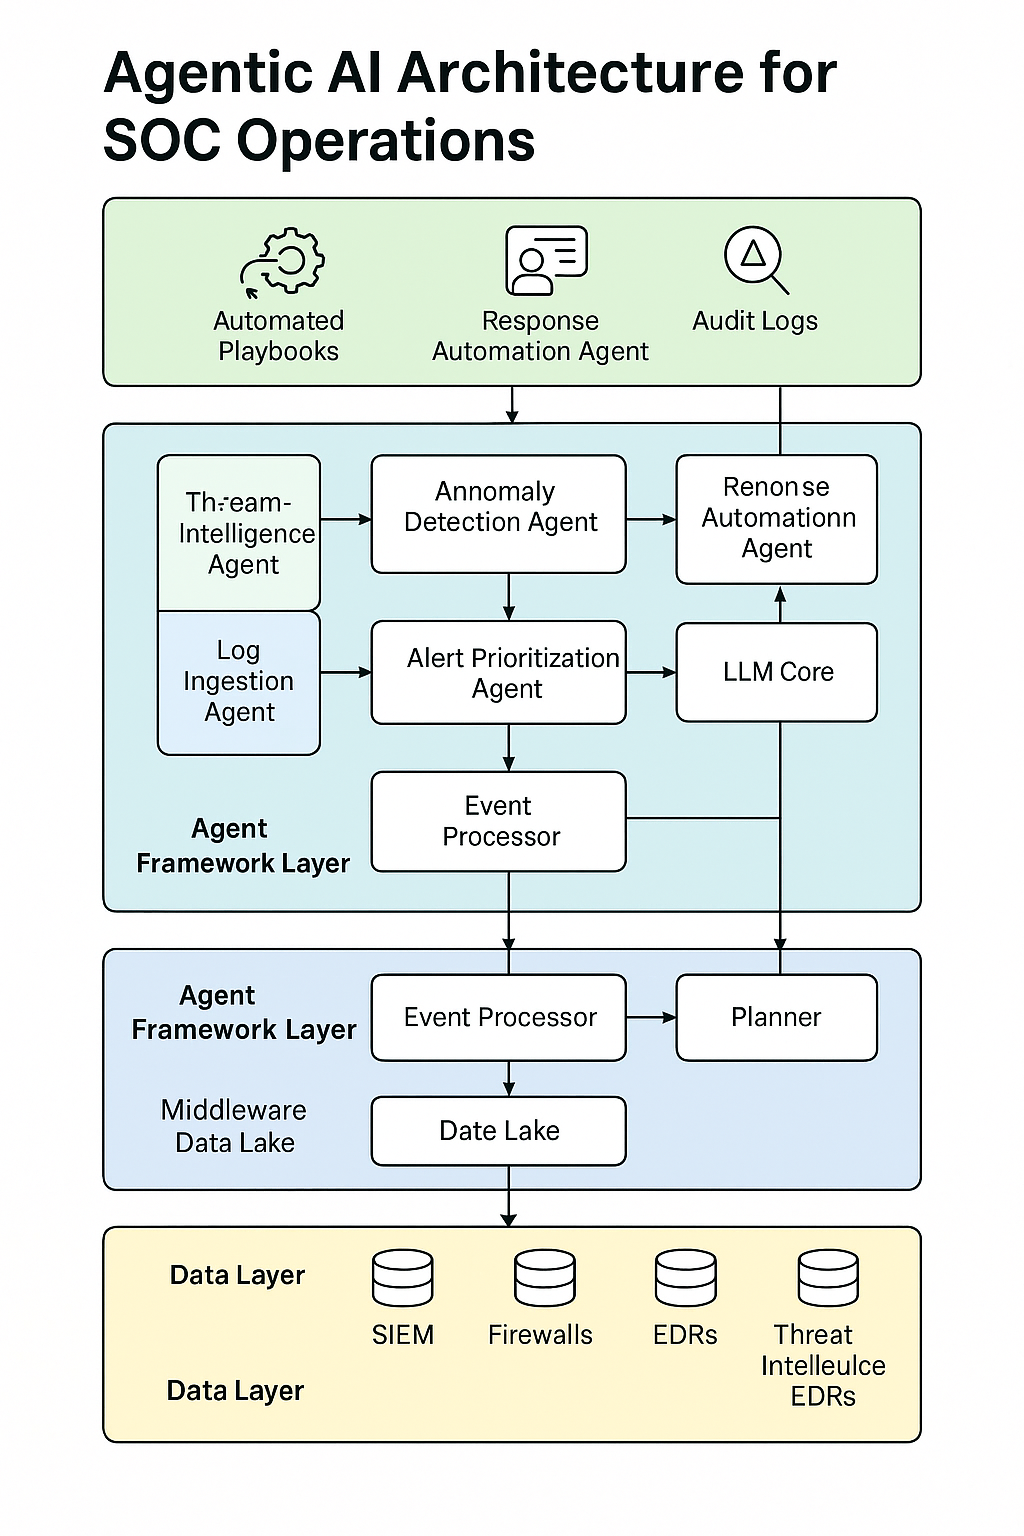 Agentic AI Architecture for
SOC Operations
Automated
Playbooks
Response
Automation Agent
Audit Logs
Intelligence
Agent
Annomaly
Detection Agent
Renonse
Automationn
Agent
Log
Ingestion
Agent
Alert Prioritization
Agent
LLM Core
Event
Processor
Agent
Framework Layer
Agent
Framework Layer
Event Processor
Planner
Middleware
Data Lake
Date Lake
Data Layer
SIEM
Firewalls
EDRs
Threat
Intelleulce
EDRs
Data Layer